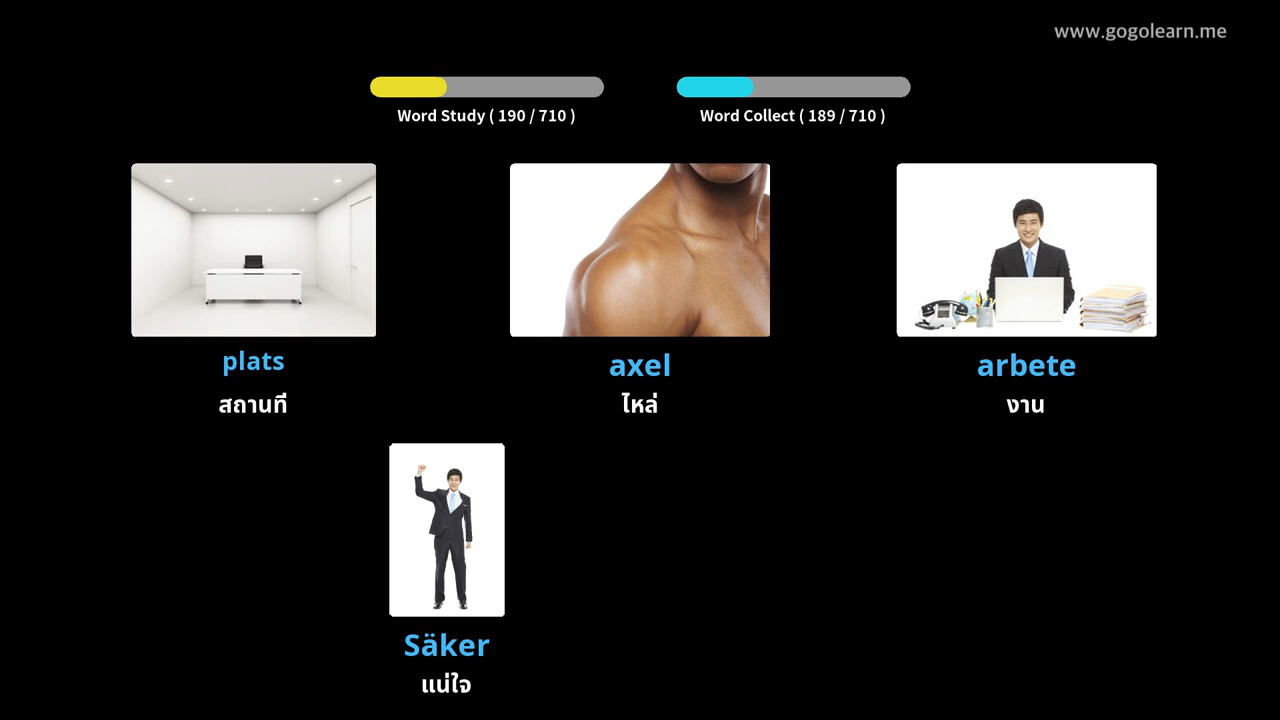 www.gogolearn.me
Word Study ( 190 / 710 )
Word Collect ( 189 / 710 )
plats
axel
arbete
สถานที่
ไหล่
งาน
Säker
แน่ใจ